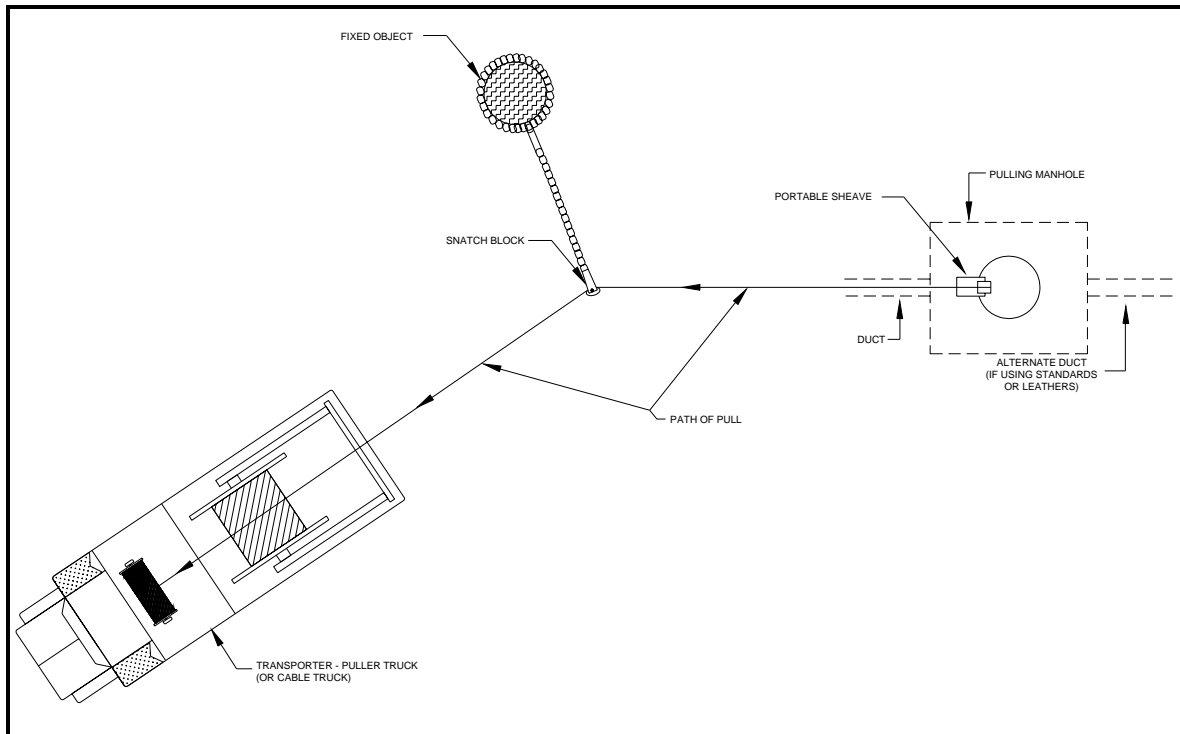 FIXED OBJECT
PULLING MANHOLE
PORTABLE SHEAVE
SNATCH BLOCK
DUCT
ALTERNATE DUCT
(IF USING STANDARDS
OR LEATHERS)
PATH OF PULL
TRANSPORTER - PULLER TRUCK
(OR CABLE TRUCK)